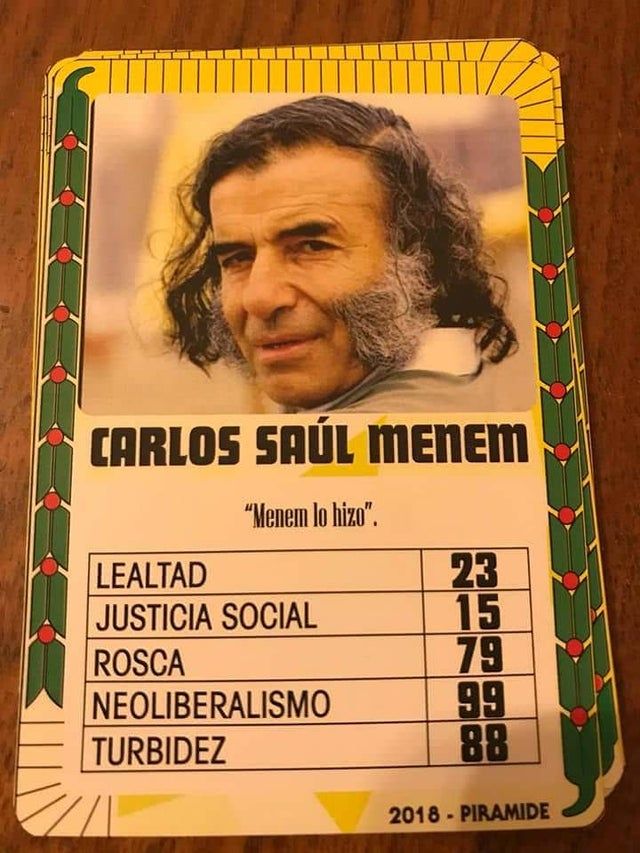 CARLOS SAÚL MENEM
“Menem lo hizo”.
LEALTAD 23
JUSTICIA SOCIAL 15
ROSCA 79
NEOLIBERALISMO 99
TURBIDEZ 88
2018 - PIRAMIDE